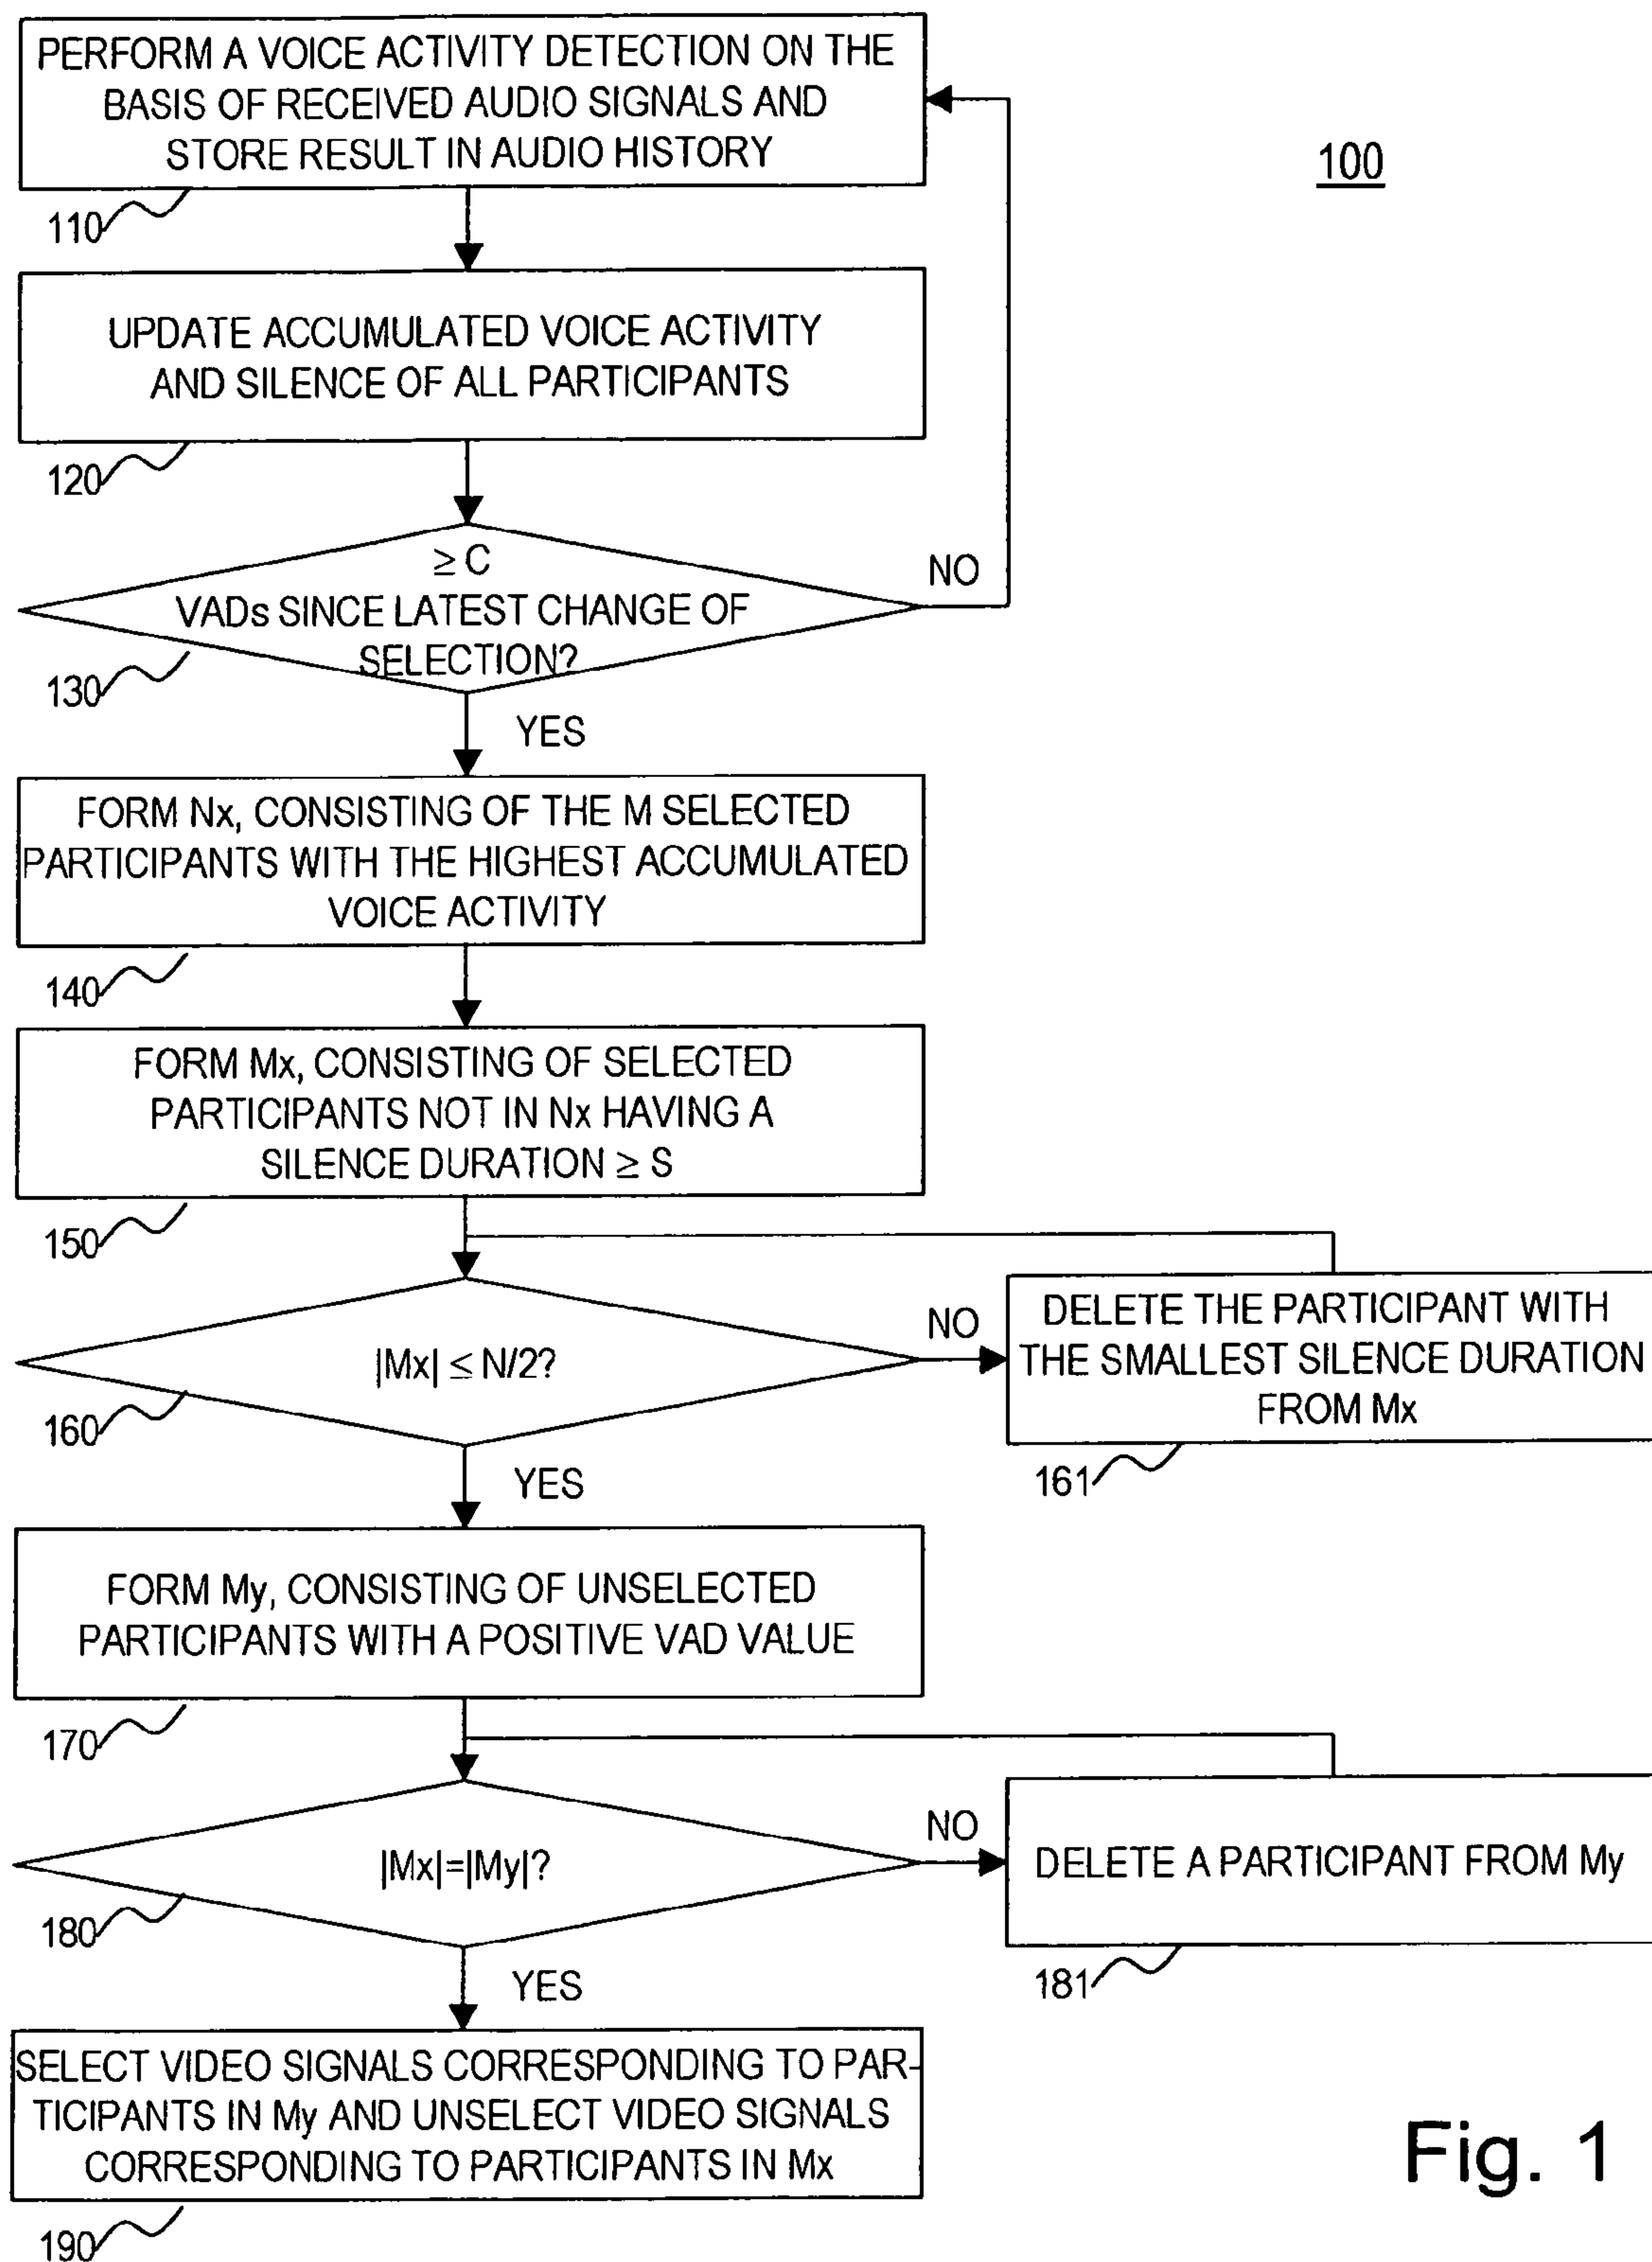 PERFORM A VOICE ACTIVITY DETECTION ON THE
BASIS OF RECEIVED AUDIO SIGNALS AND
STORE RESULT IN AUDIO HISTORY
100
110
UPDATE ACCUMULATED VOICE ACTIVITY
AND SILENCE OF ALL PARTICIPANTS
120
≥ C
VADs SINCE LATEST CHANGE OF
SELECTION?
NO
130
YES
FORM Nx, CONSISTING OF THE M SELECTED
PARTICIPANTS WITH THE HIGHEST ACCUMULATED
VOICE ACTIVITY
140
FORM Mx, CONSISTING OF SELECTED
PARTICIPANTS NOT IN Nx HAVING A
SILENCE DURATION ≥ S
150
|Mx| ≤ N/2?
NO
160
DELETE THE PARTICIPANT WITH
THE SMALLEST SILENCE DURATION
FROM Mx
161
YES
FORM My, CONSISTING OF UNSELECTED
PARTICIPANTS WITH A POSITIVE VAD VALUE
170
|Mx|=|My|?
NO
180
DELETE A PARTICIPANT FROM My
181
YES
SELECT VIDEO SIGNALS CORRESPONDING TO PAR-
TICIPANTS IN My AND UNSELECT VIDEO SIGNALS
CORRESPONDING TO PARTICIPANTS IN Mx
190
Fig. 1